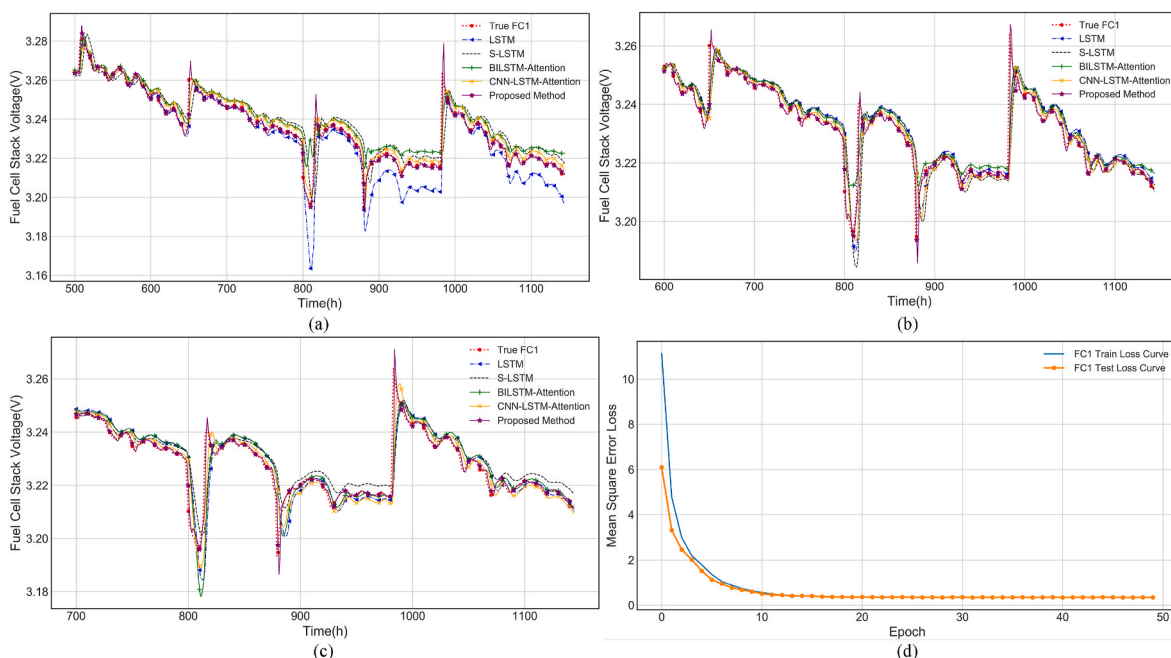 True FC1
LSTM
S-LSTM
BILSTM-Attention
CNN-LSTM-Attention
Proposed Method
Fuel Cell Stack Voltage(V)
3.28
3.26
3.24
3.22
3.20
3.18
3.16
500 600 700 800 900 1000 1100
Time(h)
(a)
True FC1
LSTM
S-LSTM
BILSTM-Attention
CNN-LSTM-Attention
Proposed Method
Fuel Cell Stack Voltage(V)
3.26
3.24
3.22
3.20
600 700 800 900 1000 1100
Time(h)
(b)
True FC1
LSTM
S-LSTM
BILSTM-Attention
CNN-LSTM-Attention
Proposed Method
Fuel Cell Stack Voltage(V)
3.26
3.24
3.22
3.20
3.18
700 800 900 1000 1100
Time(h)
(c)
FC1 Train Loss Curve
FC1 Test Loss Curve
Mean Square Error Loss
10
8
6
4
2
0
0 10 20 30 40 50
Epoch
(d)